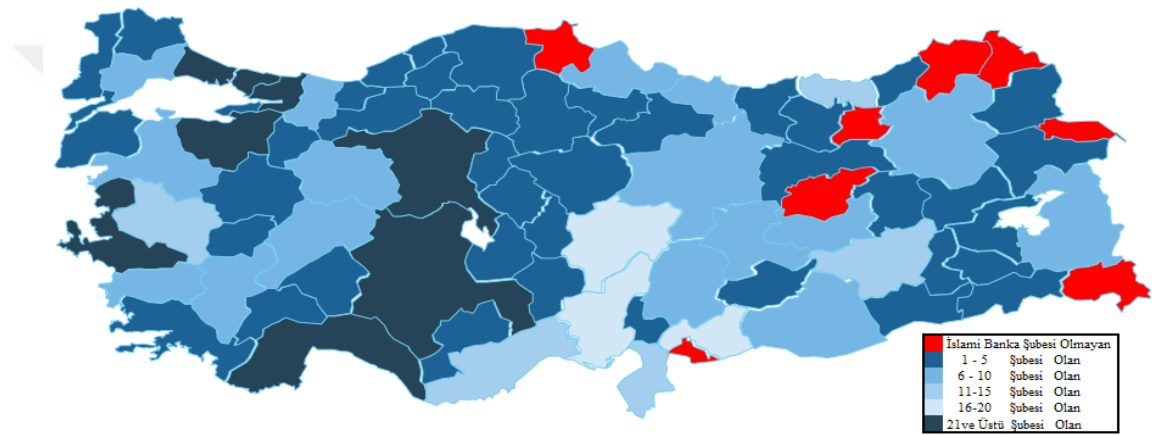 İslami Banka Şubesi Olmayan
1 - 5 Şubesi Olan
6 - 10 Şubesi Olan
11-15 Şubesi Olan
16-20 Şubesi Olan
21ve Üstü Şubesi Olan